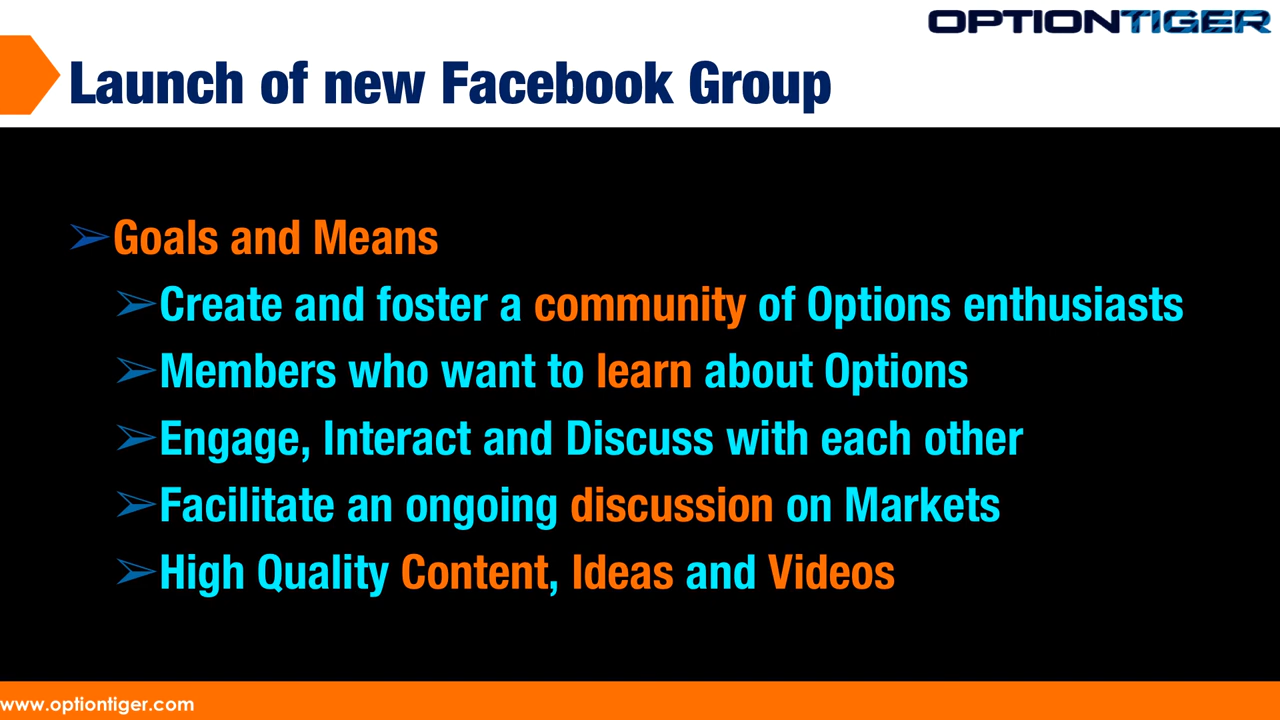 OPTIONTIGER
Launch of new Facebook Group
➢Goals and Means
➢Create and foster a community of Options enthusiasts
➢Members who want to learn about Options
➢Engage, Interact and Discuss with each other
➢Facilitate an ongoing discussion on Markets
➢High Quality Content, Ideas and Videos
www.optiontiger.com